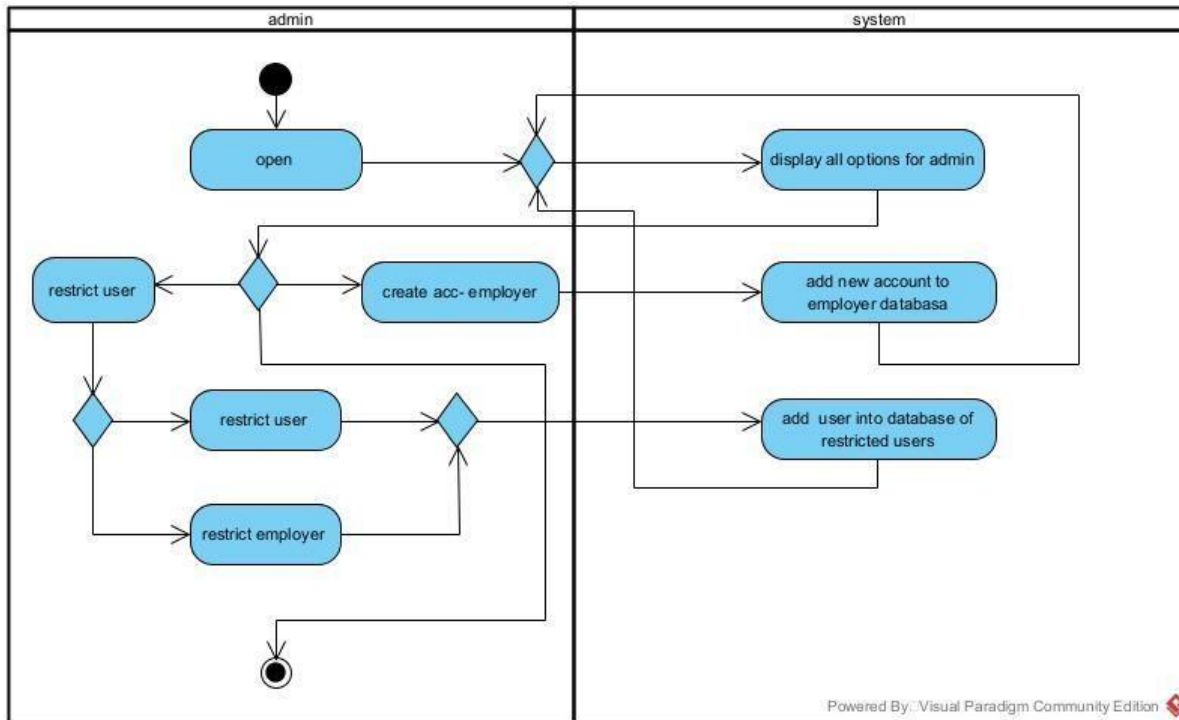 admin
system
open
display all options for admin
restrict user
create acc- employer
add new account to
employer databasa
restrict user
add user into database of
restricted users
restrict employer
Powered By: Visual Paradigm Community Edition